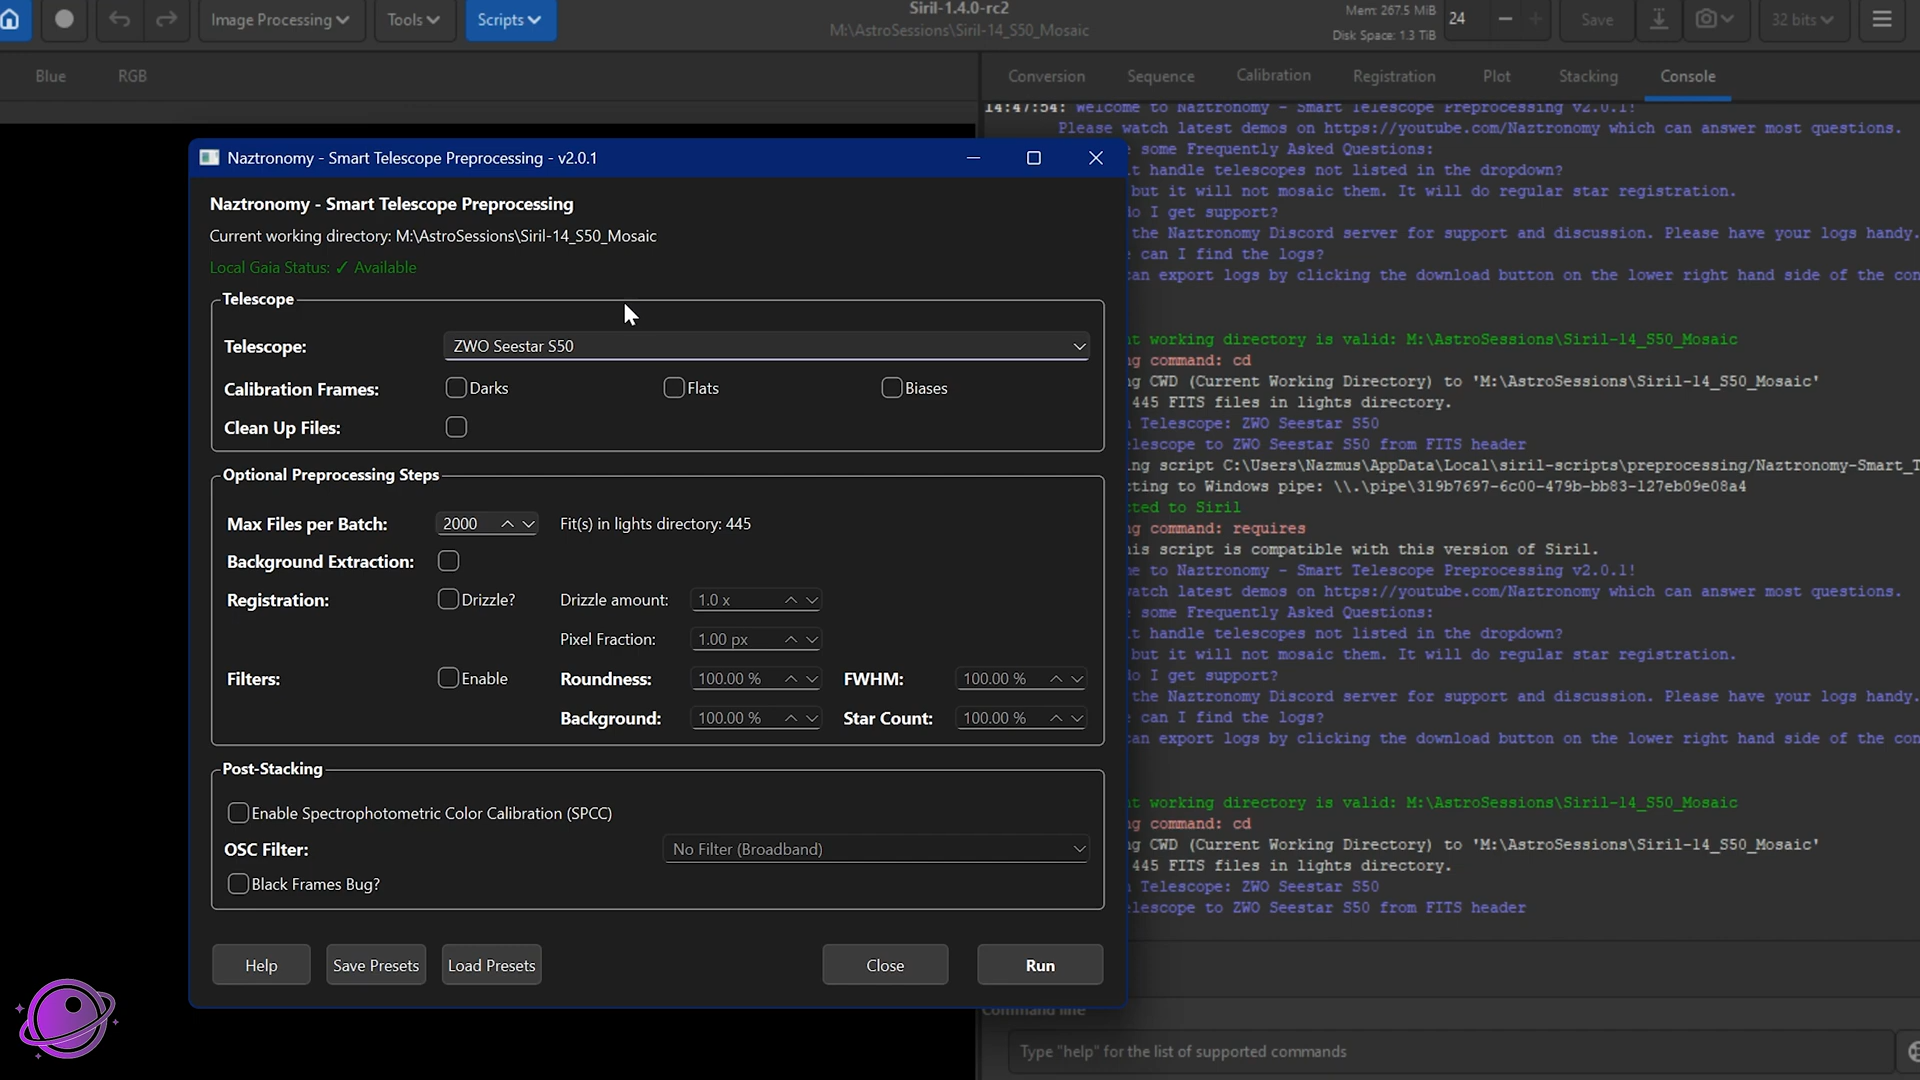 Image Processing
Tools
Scripts
Siril-1.4.0-rc2
M:\AstroSessions\Siril-14_S50_Mosaic
Mem: 267.5 MiB
Disk Space: 1.3 TiB
24
Save
32 bits
Blue
RGB
Conversion
Sequence
Calibration
Registration
Plot
Stacking
Console
14:47:54: Welcome to Naztronomy - Smart Telescope Preprocessing v2.0.1!
Please watch latest demos on https://youtube.com/Naztronomy which can answer most questions.
some Frequently Asked Questions:
handle telescopes not listed in the dropdown?
but it will not mosaic them. It will do regular star registration.
I get support?
the Naztronomy Discord server for support and discussion. Please have your logs handy.
can I find the logs?
export logs by clicking the download button on the lower right hand side of the con
working directory is valid: M:\AstroSessions\Siril-14_S50_Mosaic
command: cd
CWD (Current Working Directory) to 'M:\AstroSessions\Siril-14_S50_Mosaic'
445 FITS files in lights directory.
Telescope: ZWO Seestar S50
lescope to ZWO Seestar S50 from FITS header
ng script C:\Users\Nazmus\AppData\Local\siril-scripts\preprocessing/Naztronomy-Smart_T
ting to Windows pipe: \\.\pipe\319b7697-6c00-479b-bb83-127eb09e08a4
ted to Siril
command: requires
is script is compatible with this version of Siril.
e to Naztronomy - Smart Telescope Preprocessing v2.0.1!
watch latest demos on https://youtube.com/Naztronomy which can answer most questions.
some Frequently Asked Questions:
handle telescopes not listed in the dropdown?
but it will not mosaic them. It will do regular star registration.
I get support?
the Naztronomy Discord server for support and discussion. Please have your logs handy.
can I find the logs?
export logs by clicking the download button on the lower right hand side of the con
working directory is valid: M:\AstroSessions\Siril-14_S50_Mosaic
command: cd
CWD (Current Working Directory) to 'M:\AstroSessions\Siril-14_S50_Mosaic'
445 FITS files in lights directory.
Telescope: ZWO Seestar S50
lescope to ZWO Seestar S50 from FITS header
Command line
Type "help" for the list of supported commands
Naztronomy - Smart Telescope Preprocessing - v2.0.1
Naztronomy - Smart Telescope Preprocessing
Current working directory: M:\AstroSessions\Siril-14_S50_Mosaic
Local Gaia Status: ✓ Available
Telescope
Telescope: ZWO Seestar S50
Calibration Frames: Darks Flats Biases
Clean Up Files:
Optional Preprocessing Steps
Max Files per Batch: 2000 Fit(s) in lights directory: 445
Background Extraction:
Registration: Drizzle? Drizzle amount: 1.0 x
Pixel Fraction: 1.00 px
Filters: Enable Roundness: 100.00 % FWHM: 100.00 %
Background: 100.00 % Star Count: 100.00 %
Post-Stacking
Enable Spectrophotometric Color Calibration (SPCC)
OSC Filter: No Filter (Broadband)
Black Frames Bug?
Help
Save Presets
Load Presets
Close
Run